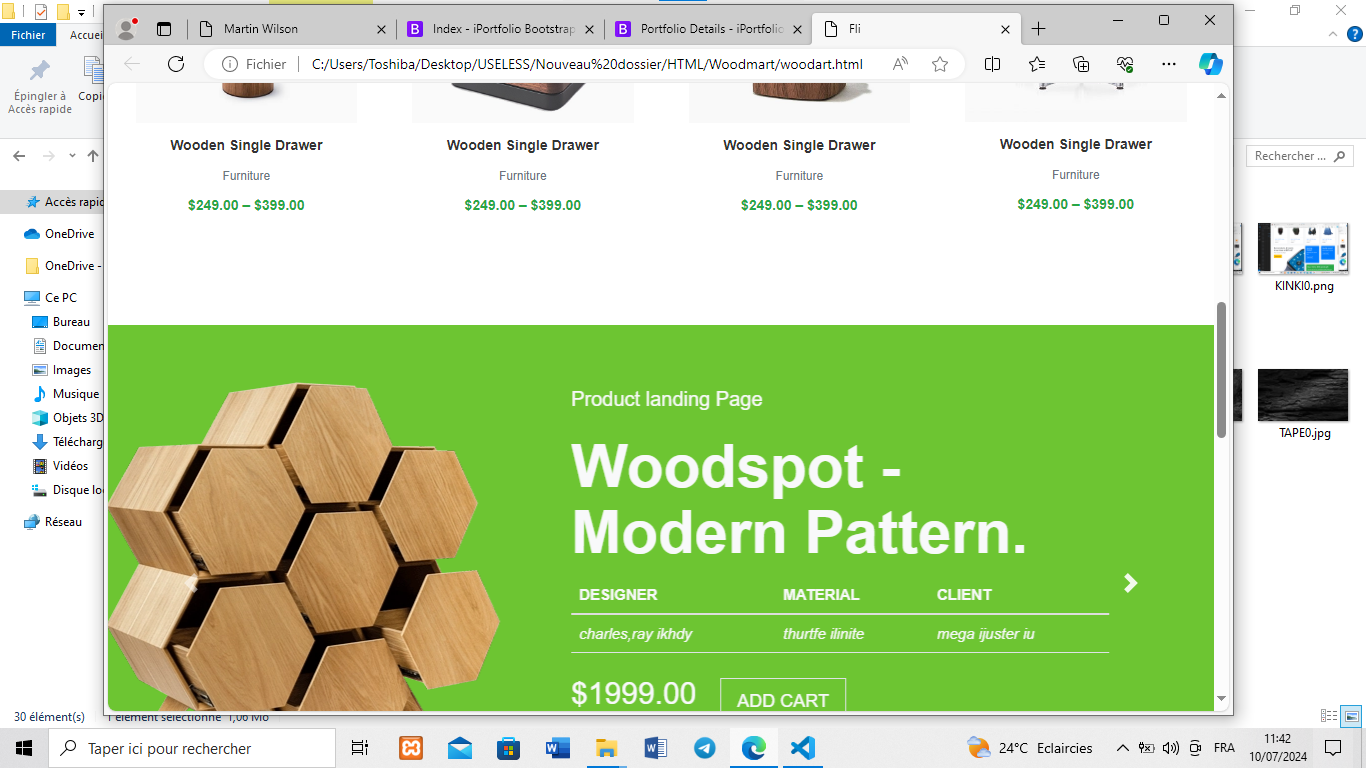 Martin Wilson
Index - iPortfolio Bootstrap
Portfolio Details - iPortfolio
Fli
Fichier
Accuei
Fichier
C:/Users/Toshiba/Desktop/USELESS/Nouveau%20dossier/HTML/Woodmart/woodart.html
Épingler à
Accès rapide
Copi
Rechercher ...
Accès rapid
OneDrive
OneDrive -
Ce PC
Bureau
Documen
Images
Musique
Objets 3D
Télécharg
Vidéos
Disque lo
Réseau
Wooden Single Drawer
Furniture
$249.00 – $399.00
Wooden Single Drawer
Furniture
$249.00 – $399.00
Wooden Single Drawer
Furniture
$249.00 – $399.00
Wooden Single Drawer
Furniture
$249.00 – $399.00
Product landing Page
Woodspot -
Modern Pattern.
DESIGNER MATERIAL CLIENT
charles,ray ikhdy thurtfe ilinite mega ijuster iu
$1999.00 ADD CART
KINKI0.png
TAPE0.jpg
30 élément(s) 1 élément sélectionné 1,06 Mo
Taper ici pour rechercher
24°C Eclaircies
FRA
11:42
10/07/2024